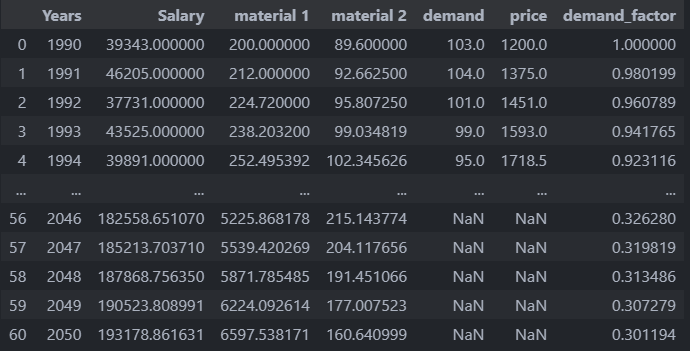 Years Salary material 1 material 2 demand price demand_factor
0 1990 39343.000000 200.000000 89.600000 103.0 1200.0 1.000000
1 1991 46205.000000 212.000000 92.662500 104.0 1375.0 0.980199
2 1992 37731.000000 224.720000 95.807250 101.0 1451.0 0.960789
3 1993 43525.000000 238.203200 99.034819 99.0 1593.0 0.941765
4 1994 39891.000000 252.495392 102.345626 95.0 1718.5 0.923116
... ... ... ... ... ... ... ...
56 2046 182558.651070 5225.868178 215.143774 NaN NaN 0.326280
57 2047 185213.703710 5539.420269 204.117656 NaN NaN 0.319819
58 2048 187868.756350 5871.785485 191.451066 NaN NaN 0.313486
59 2049 190523.808991 6224.092614 177.007523 NaN NaN 0.307279
60 2050 193178.861631 6597.538171 160.640999 NaN NaN 0.301194